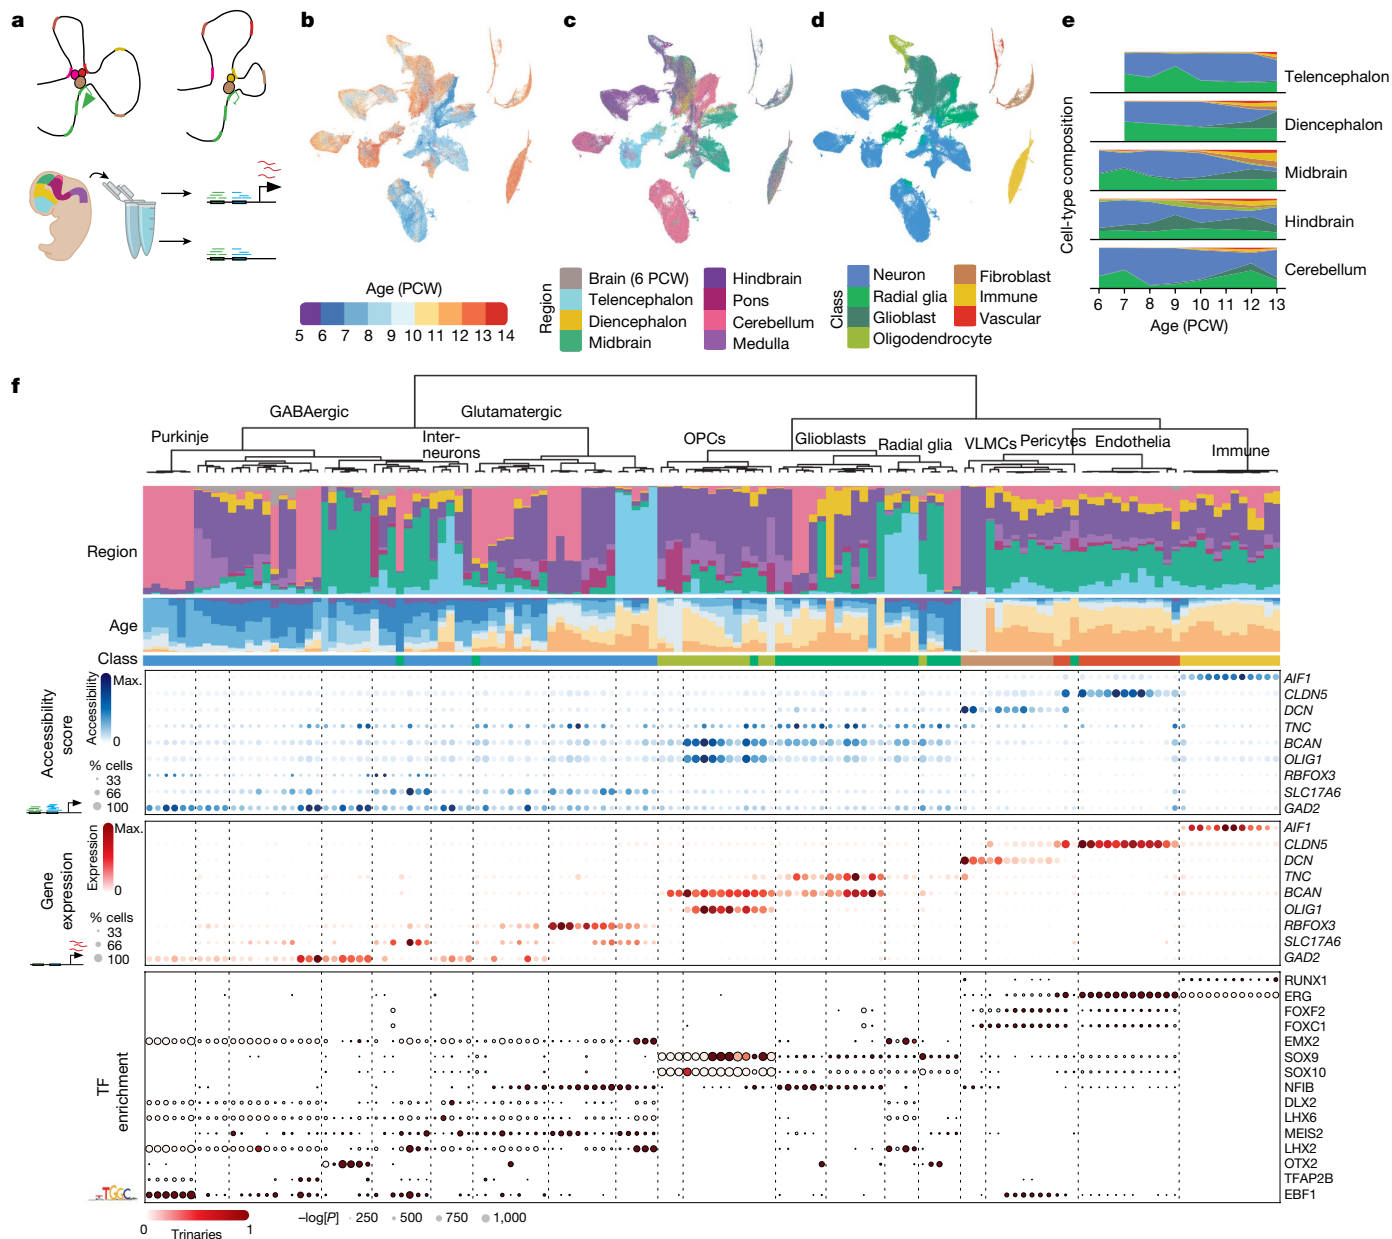 a
b
c
d
e
Age (PCW)
5 6 7 8 9 10 11 12 13 14
Region
Brain (6 PCW)
Telencephalon
Diencephalon
Midbrain
Hindbrain
Pons
Cerebellum
Medulla
Class
Neuron
Radial glia
Glioblast
Oligodendrocyte
Fibroblast
Immune
Vascular
Cell-type composition
Telencephalon
Diencephalon
Midbrain
Hindbrain
Cerebellum
6 7 8 9 10 11 12 13
Age (PCW)
f
GABAergic
Glutamatergic
Purkinje
Inter-
neurons
OPCs
Glioblasts
Radial glia
VLMCs
Pericytes
Endothelia
Immune
Region
Age
Class
Accessibility
score
Accessibility
Max.
0
% cells
33
66
100
AIF1
CLDN5
DCN
TNC
BCAN
OLIG1
RBFOX3
SLC17A6
GAD2
Gene
expression
Expression
Max.
0
% cells
33
66
100
AIF1
CLDN5
DCN
TNC
BCAN
OLIG1
RBFOX3
SLC17A6
GAD2
TF
enrichment
RUNX1
ERG
FOXF2
FOXC1
EMX2
SOX9
SOX10
NFIB
DLX2
LHX6
MEIS2
LHX2
OTX2
TFAP2B
EBF1
TGGC
0 1
Trinaries
–log[P] 250 500 750 1,000